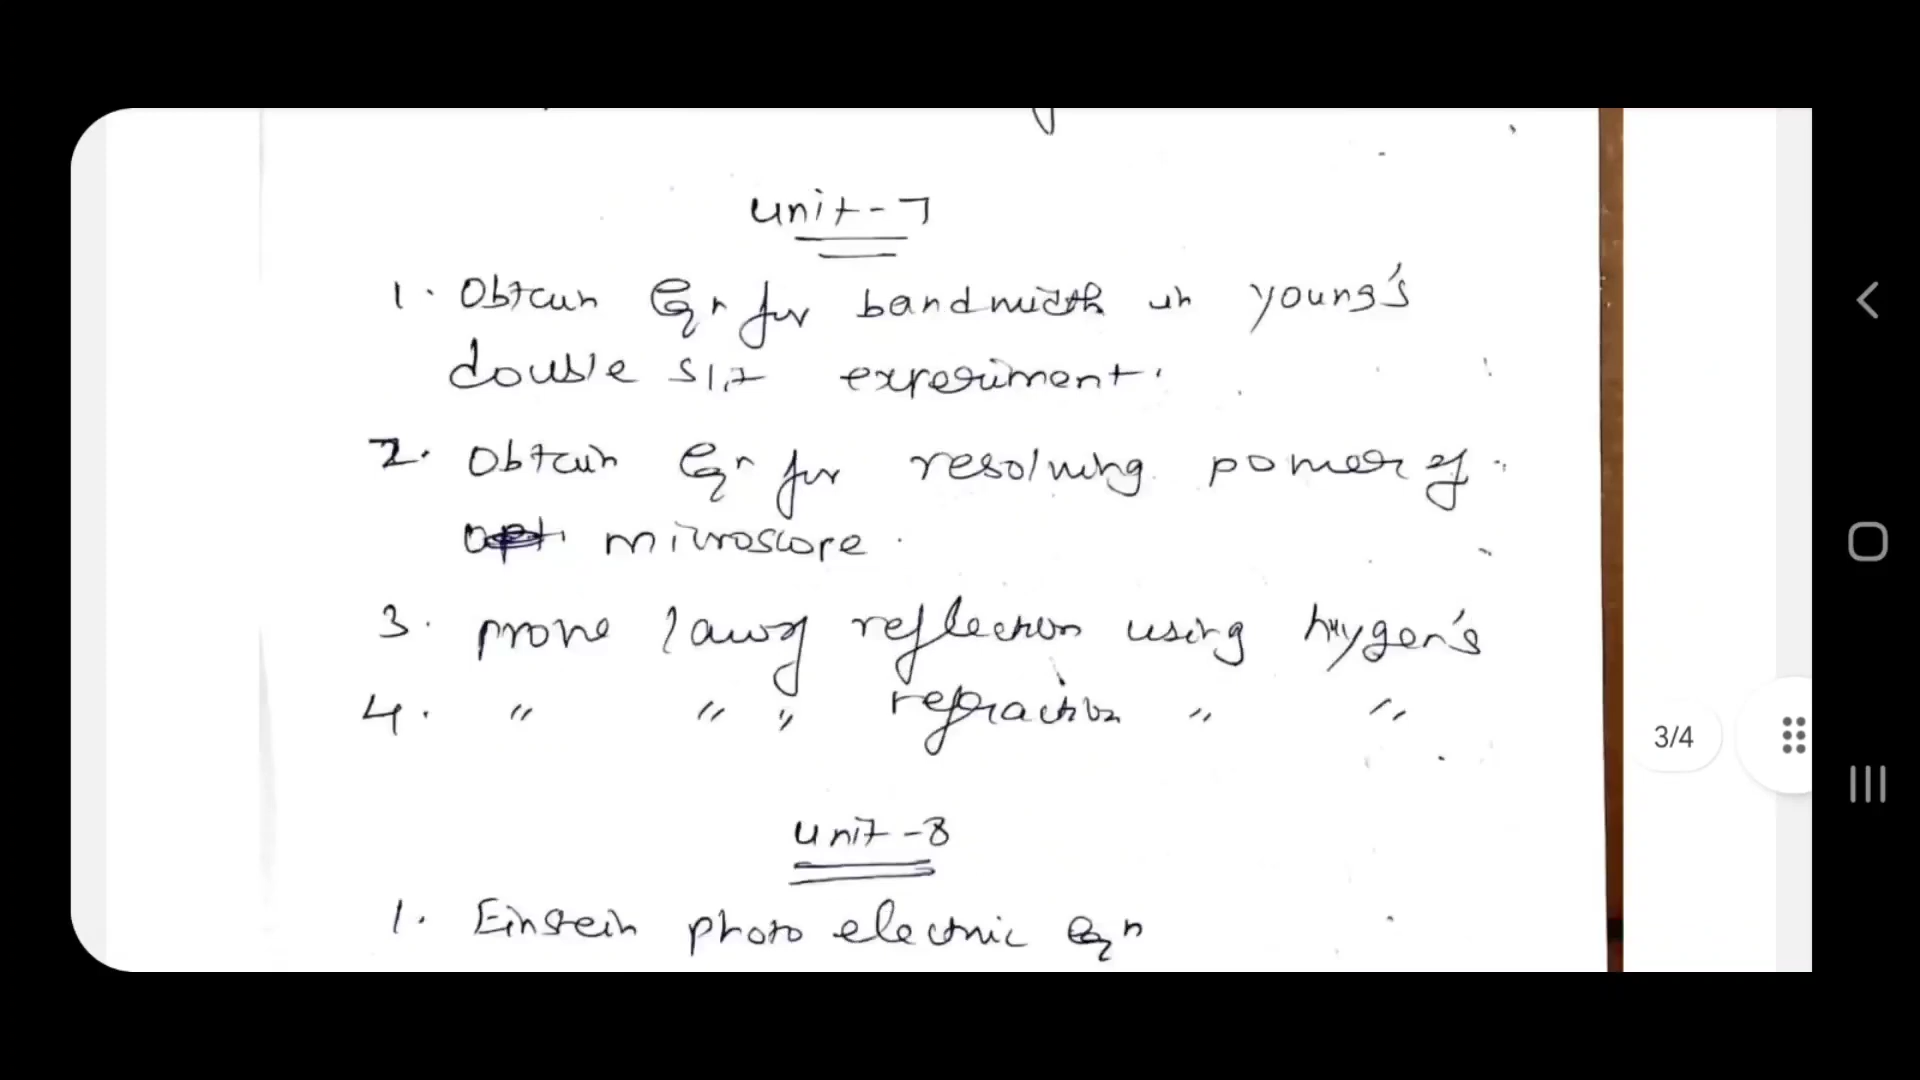 Unit-7
1. Obtain Eqn for bandwidth in young's
double slit experiment.
2. Obtain Eqn for resolving power of
microscope.
3. prove law of reflection using huygen's
4. " " " refraction " "
3/4
Unit-8
1. Einstein photo electric Eqn